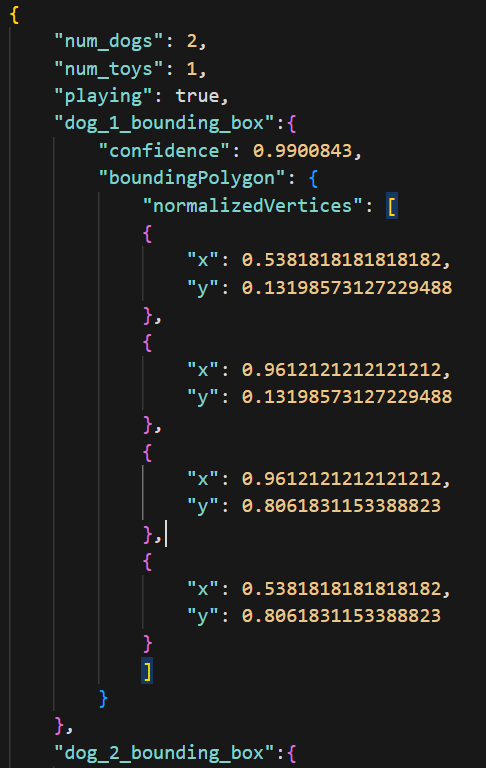 {
"num_dogs": 2,
"num_toys": 1,
"playing": true,
"dog_1_bounding_box":{
"confidence": 0.9900843,
"boundingPolygon": {
"normalizedVertices": [
{
"x": 0.5381818181818182,
"y": 0.13198573127229488
},
{
"x": 0.9612121212121212,
"y": 0.13198573127229488
},
{
"x": 0.9612121212121212,
"y": 0.8061831153388823
},
{
"x": 0.5381818181818182,
"y": 0.8061831153388823
}
]
}
},
"dog_2_bounding_box":{